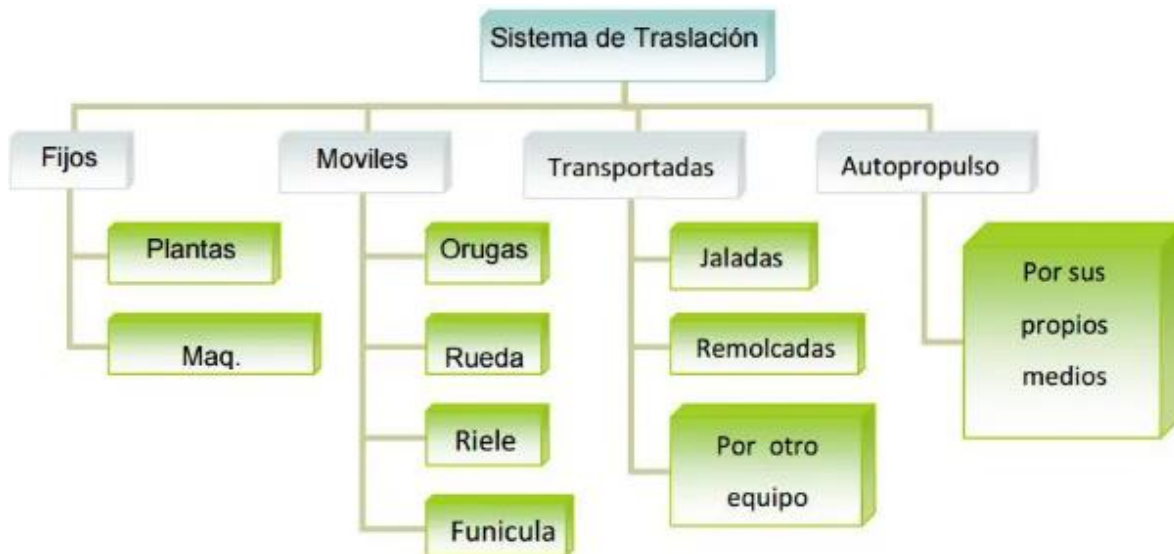 Sistema de Traslación
Fijos
Moviles
Transportadas
Autopropulso
Plantas
Maq.
Orugas
Rueda
Riele
Funicula
Jaladas
Remolcadas
Por otro
equipo
Por sus
propios
medios